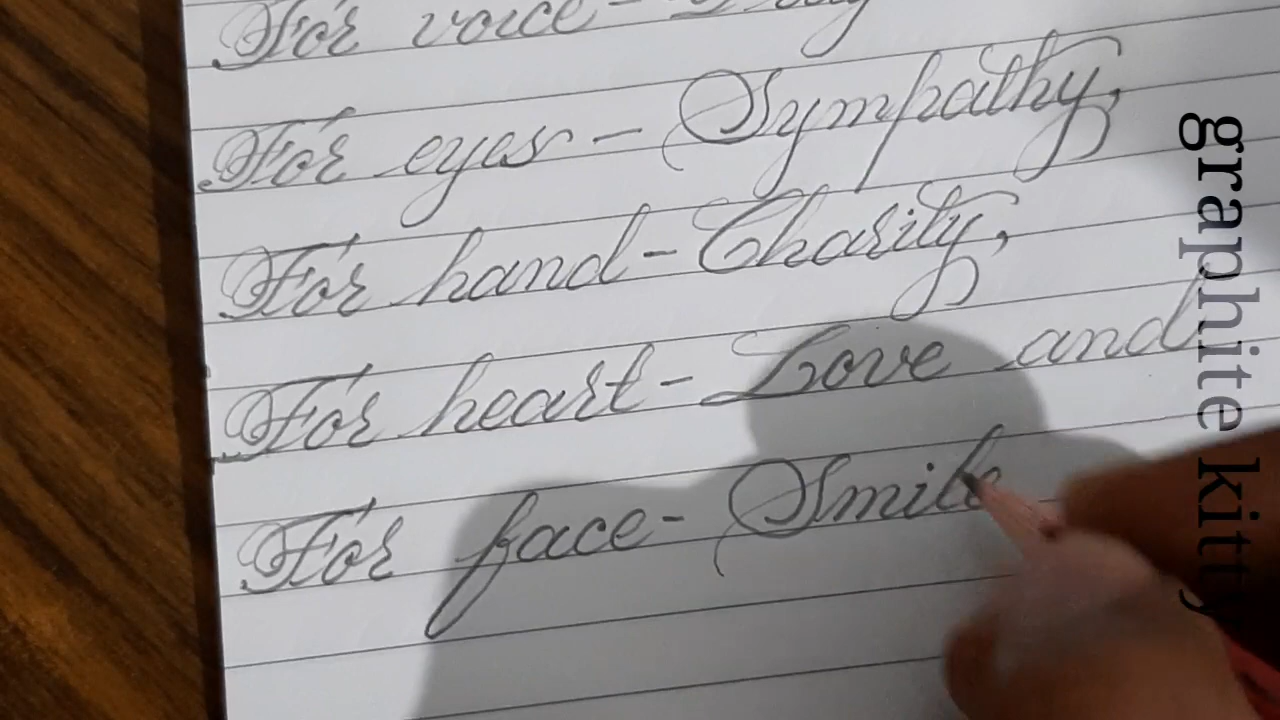 For voice -
For eyes - Sympathy,
For hand - Charity,
For heart - Love and
For face - Smile
graphite kitty